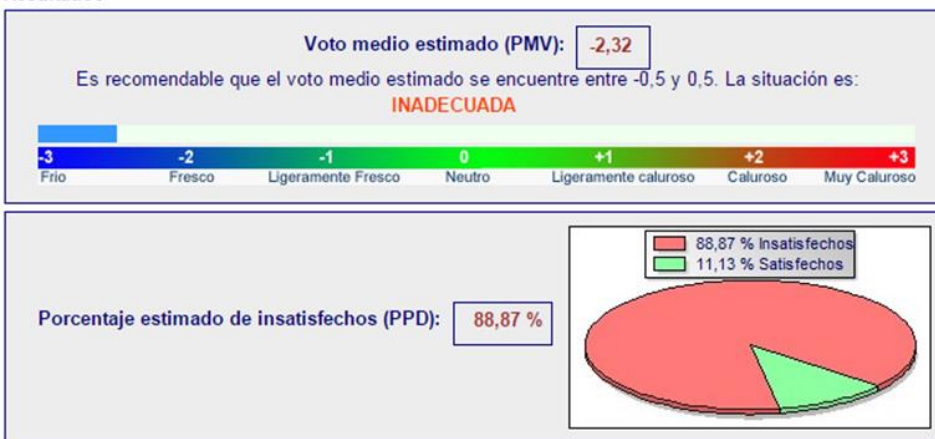 Voto medio estimado (PMV): -2,32
Es recomendable que el voto medio estimado se encuentre entre -0,5 y 0,5. La situación es:
INADECUADA
-3 -2 -1 0 +1 +2 +3
Frio Fresco Ligeramente Fresco Neutro Ligeramente caluroso Caluroso Muy Caluroso
88,87 % Insatisfechos
11,13 % Satisfechos
Porcentaje estimado de insatisfechos (PPD): 88,87 %